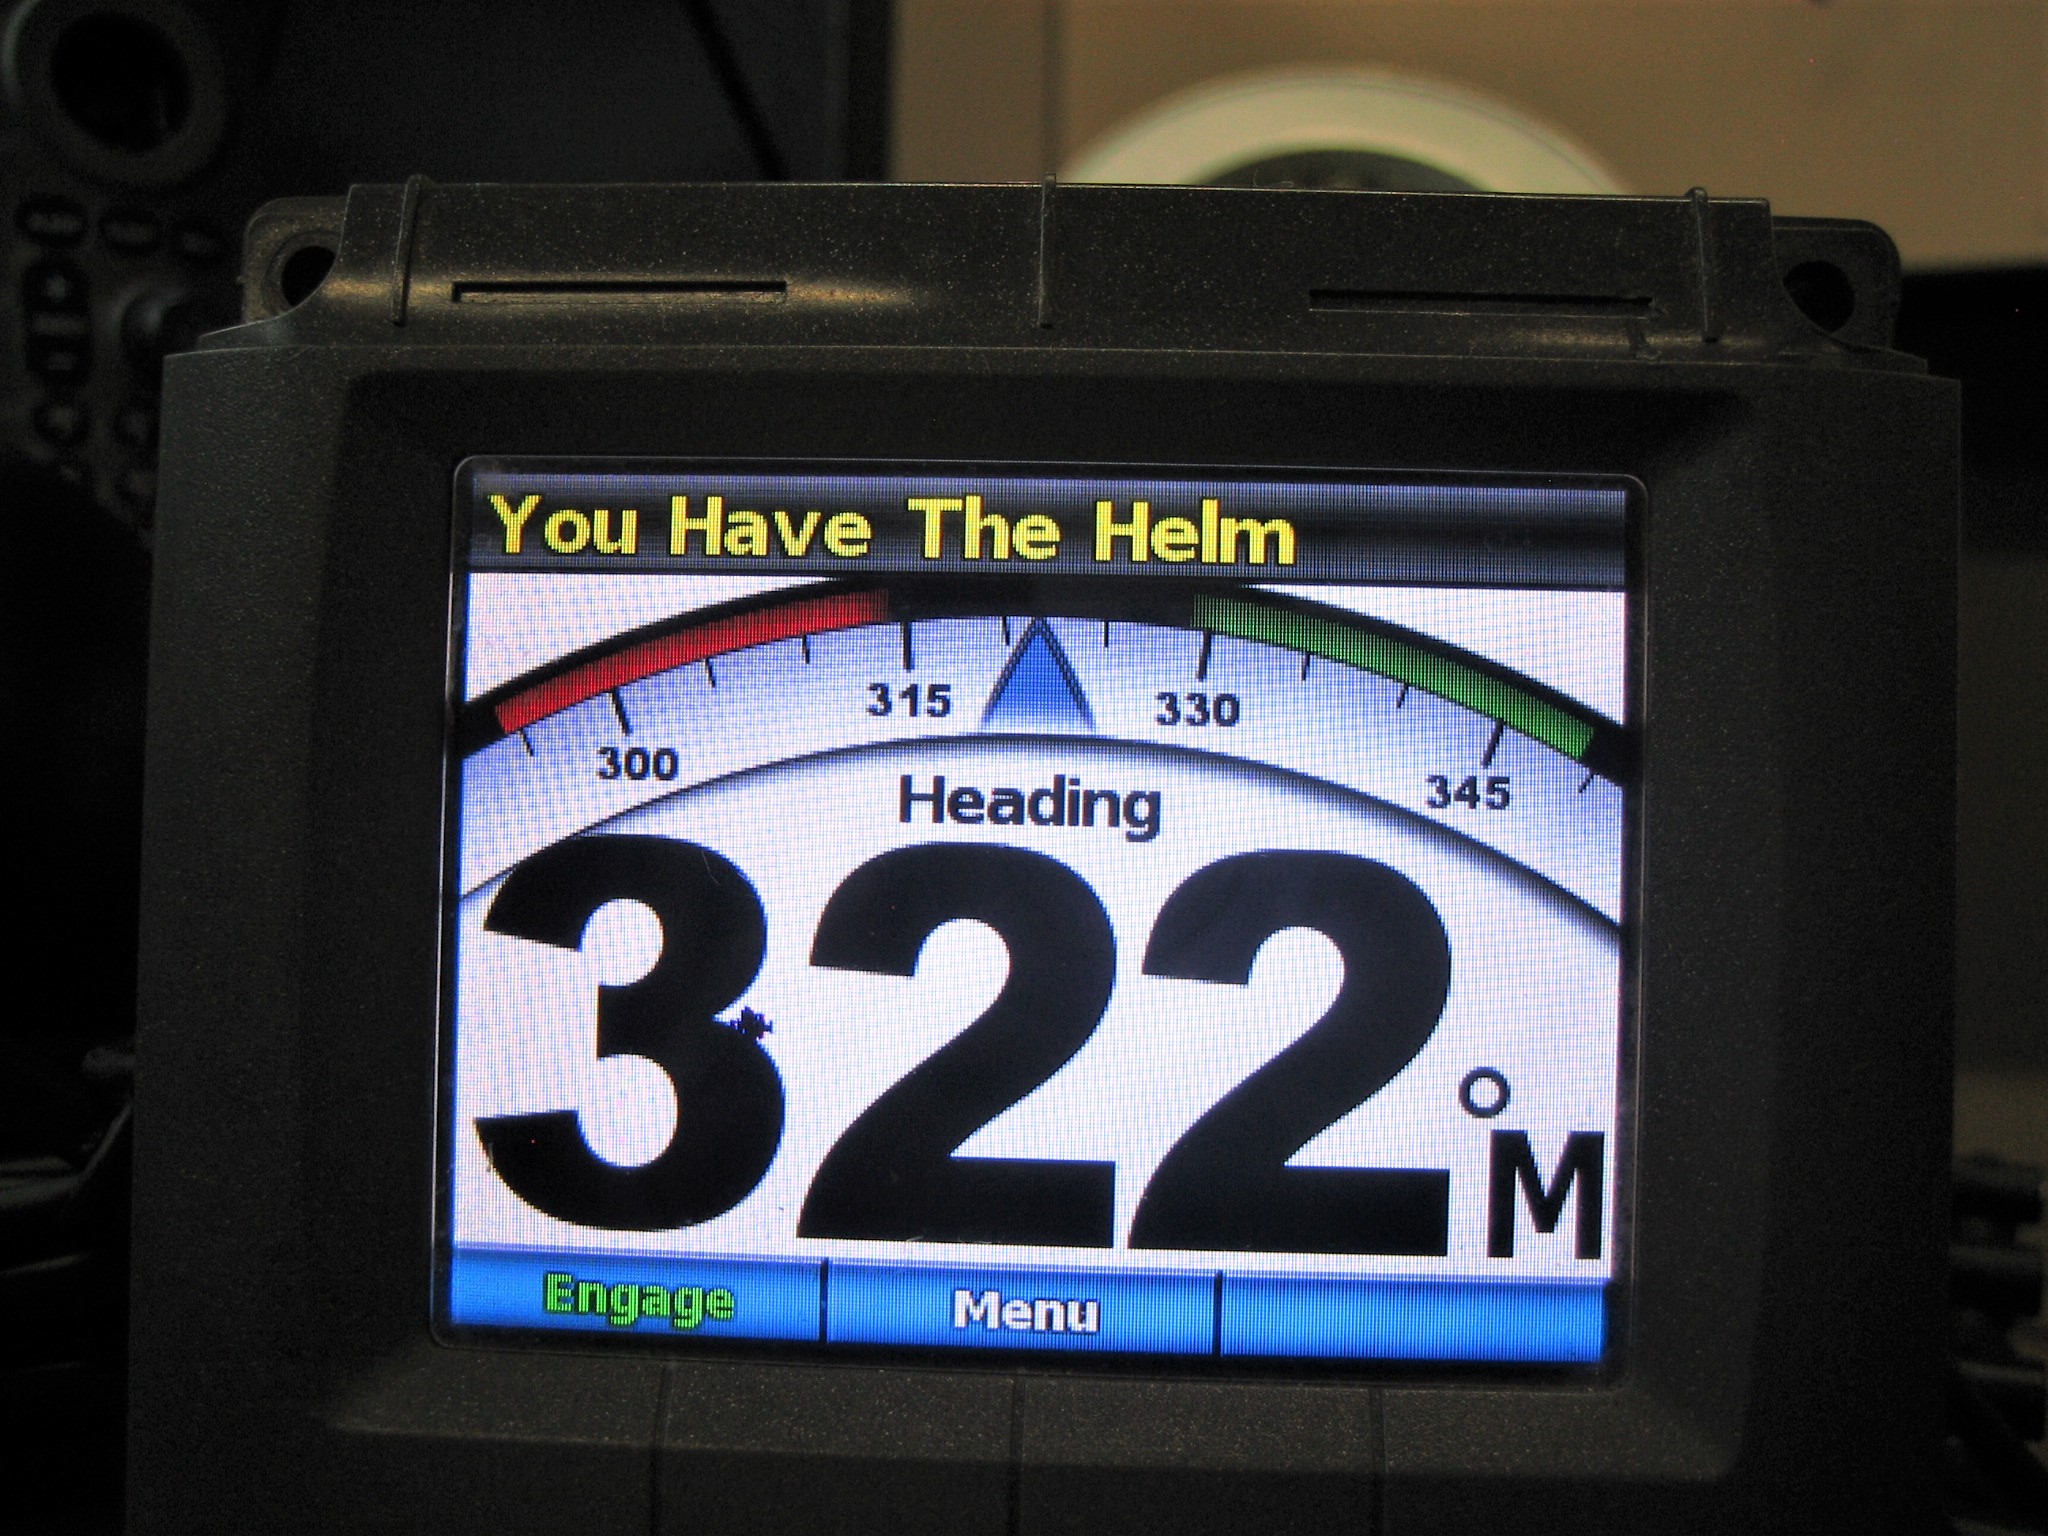 You Have The Helm
315
330
300
345
Heading
322°M
Engage
Menu